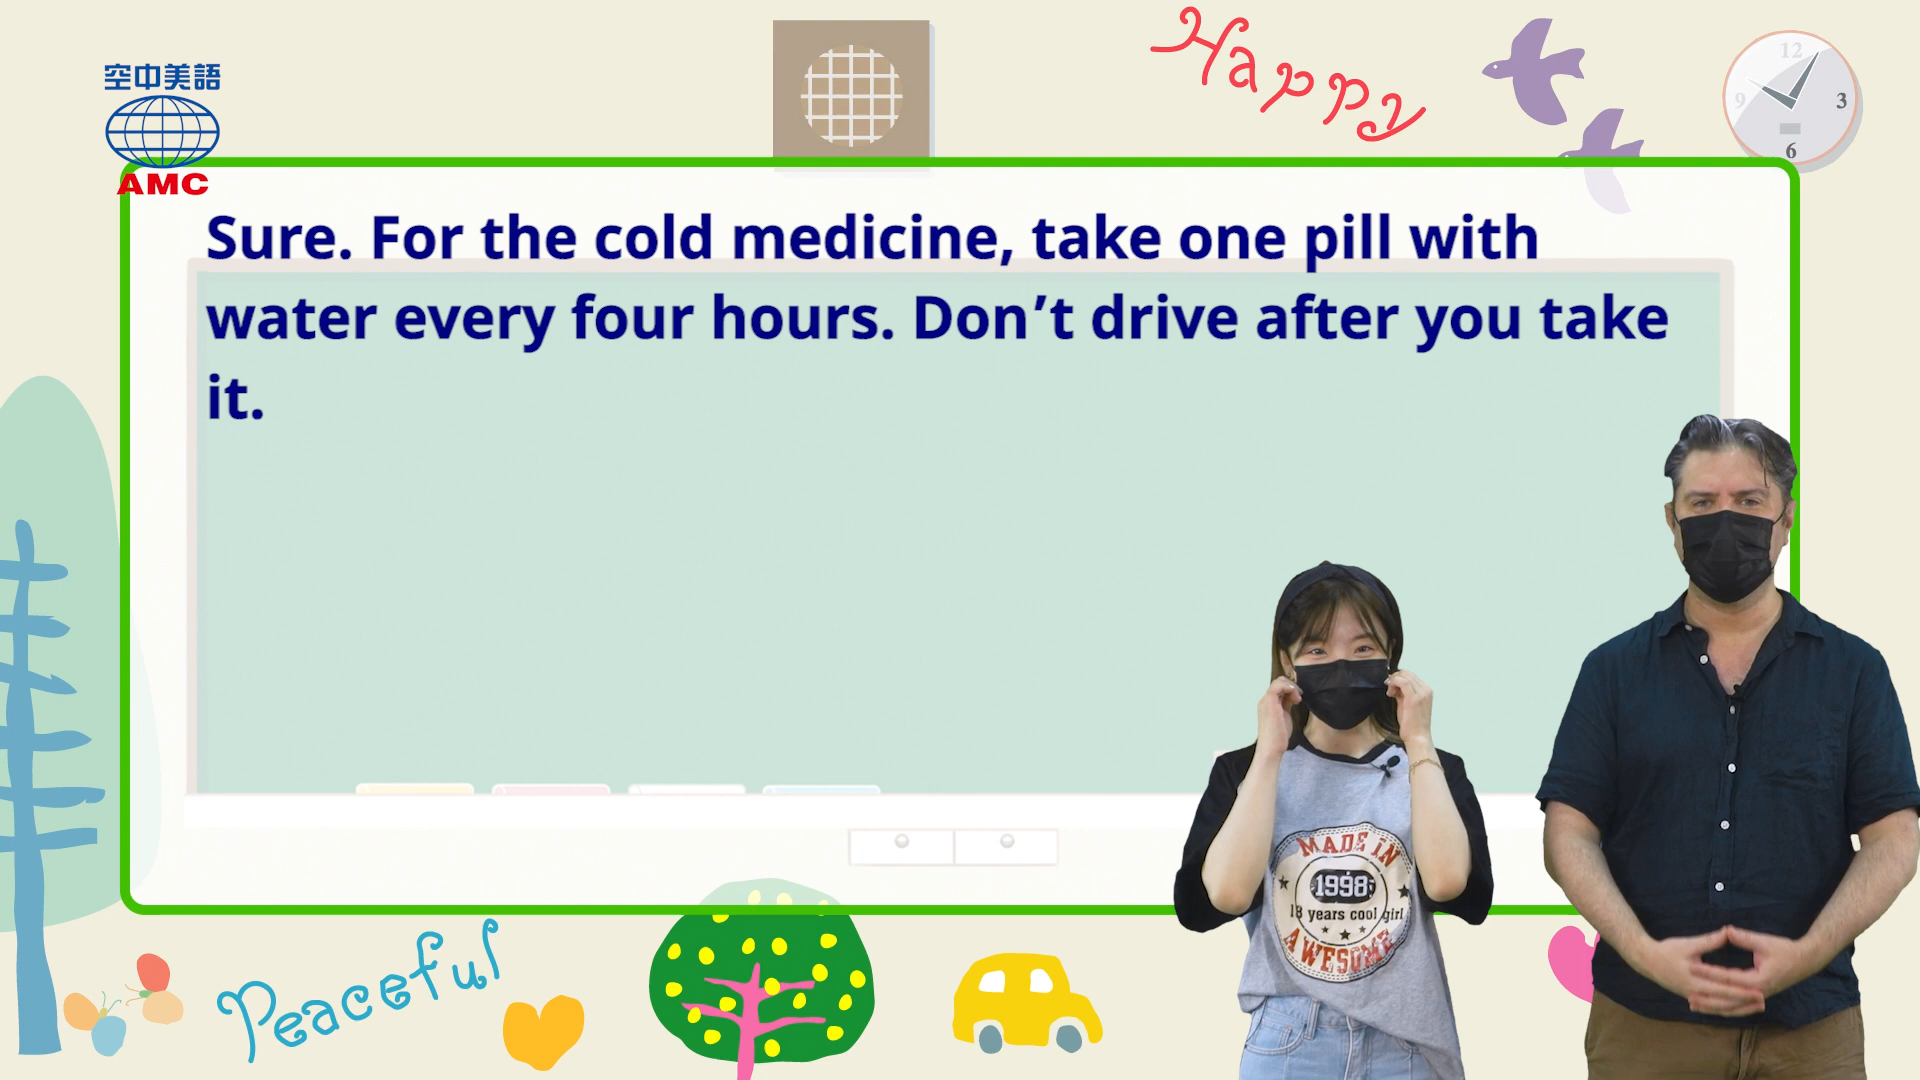 空中美語
AMC
Happy
12
9
3
6
Sure. For the cold medicine, take one pill with
water every four hours. Don’t drive after you take
it.
MADE IN
1998
18 years cool girl
AWESOME
Peaceful